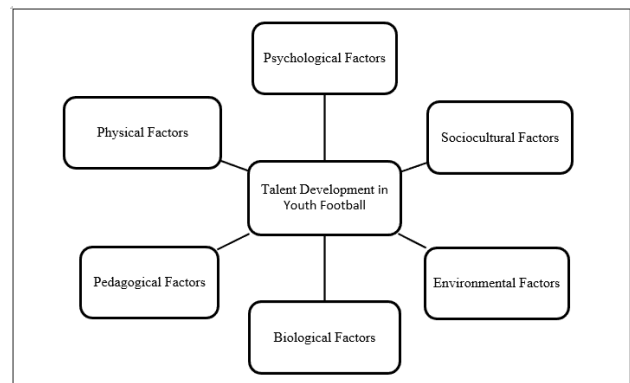 Psychological Factors
Physical Factors
Sociocultural Factors
Talent Development in
Youth Football
Pedagogical Factors
Environmental Factors
Biological Factors